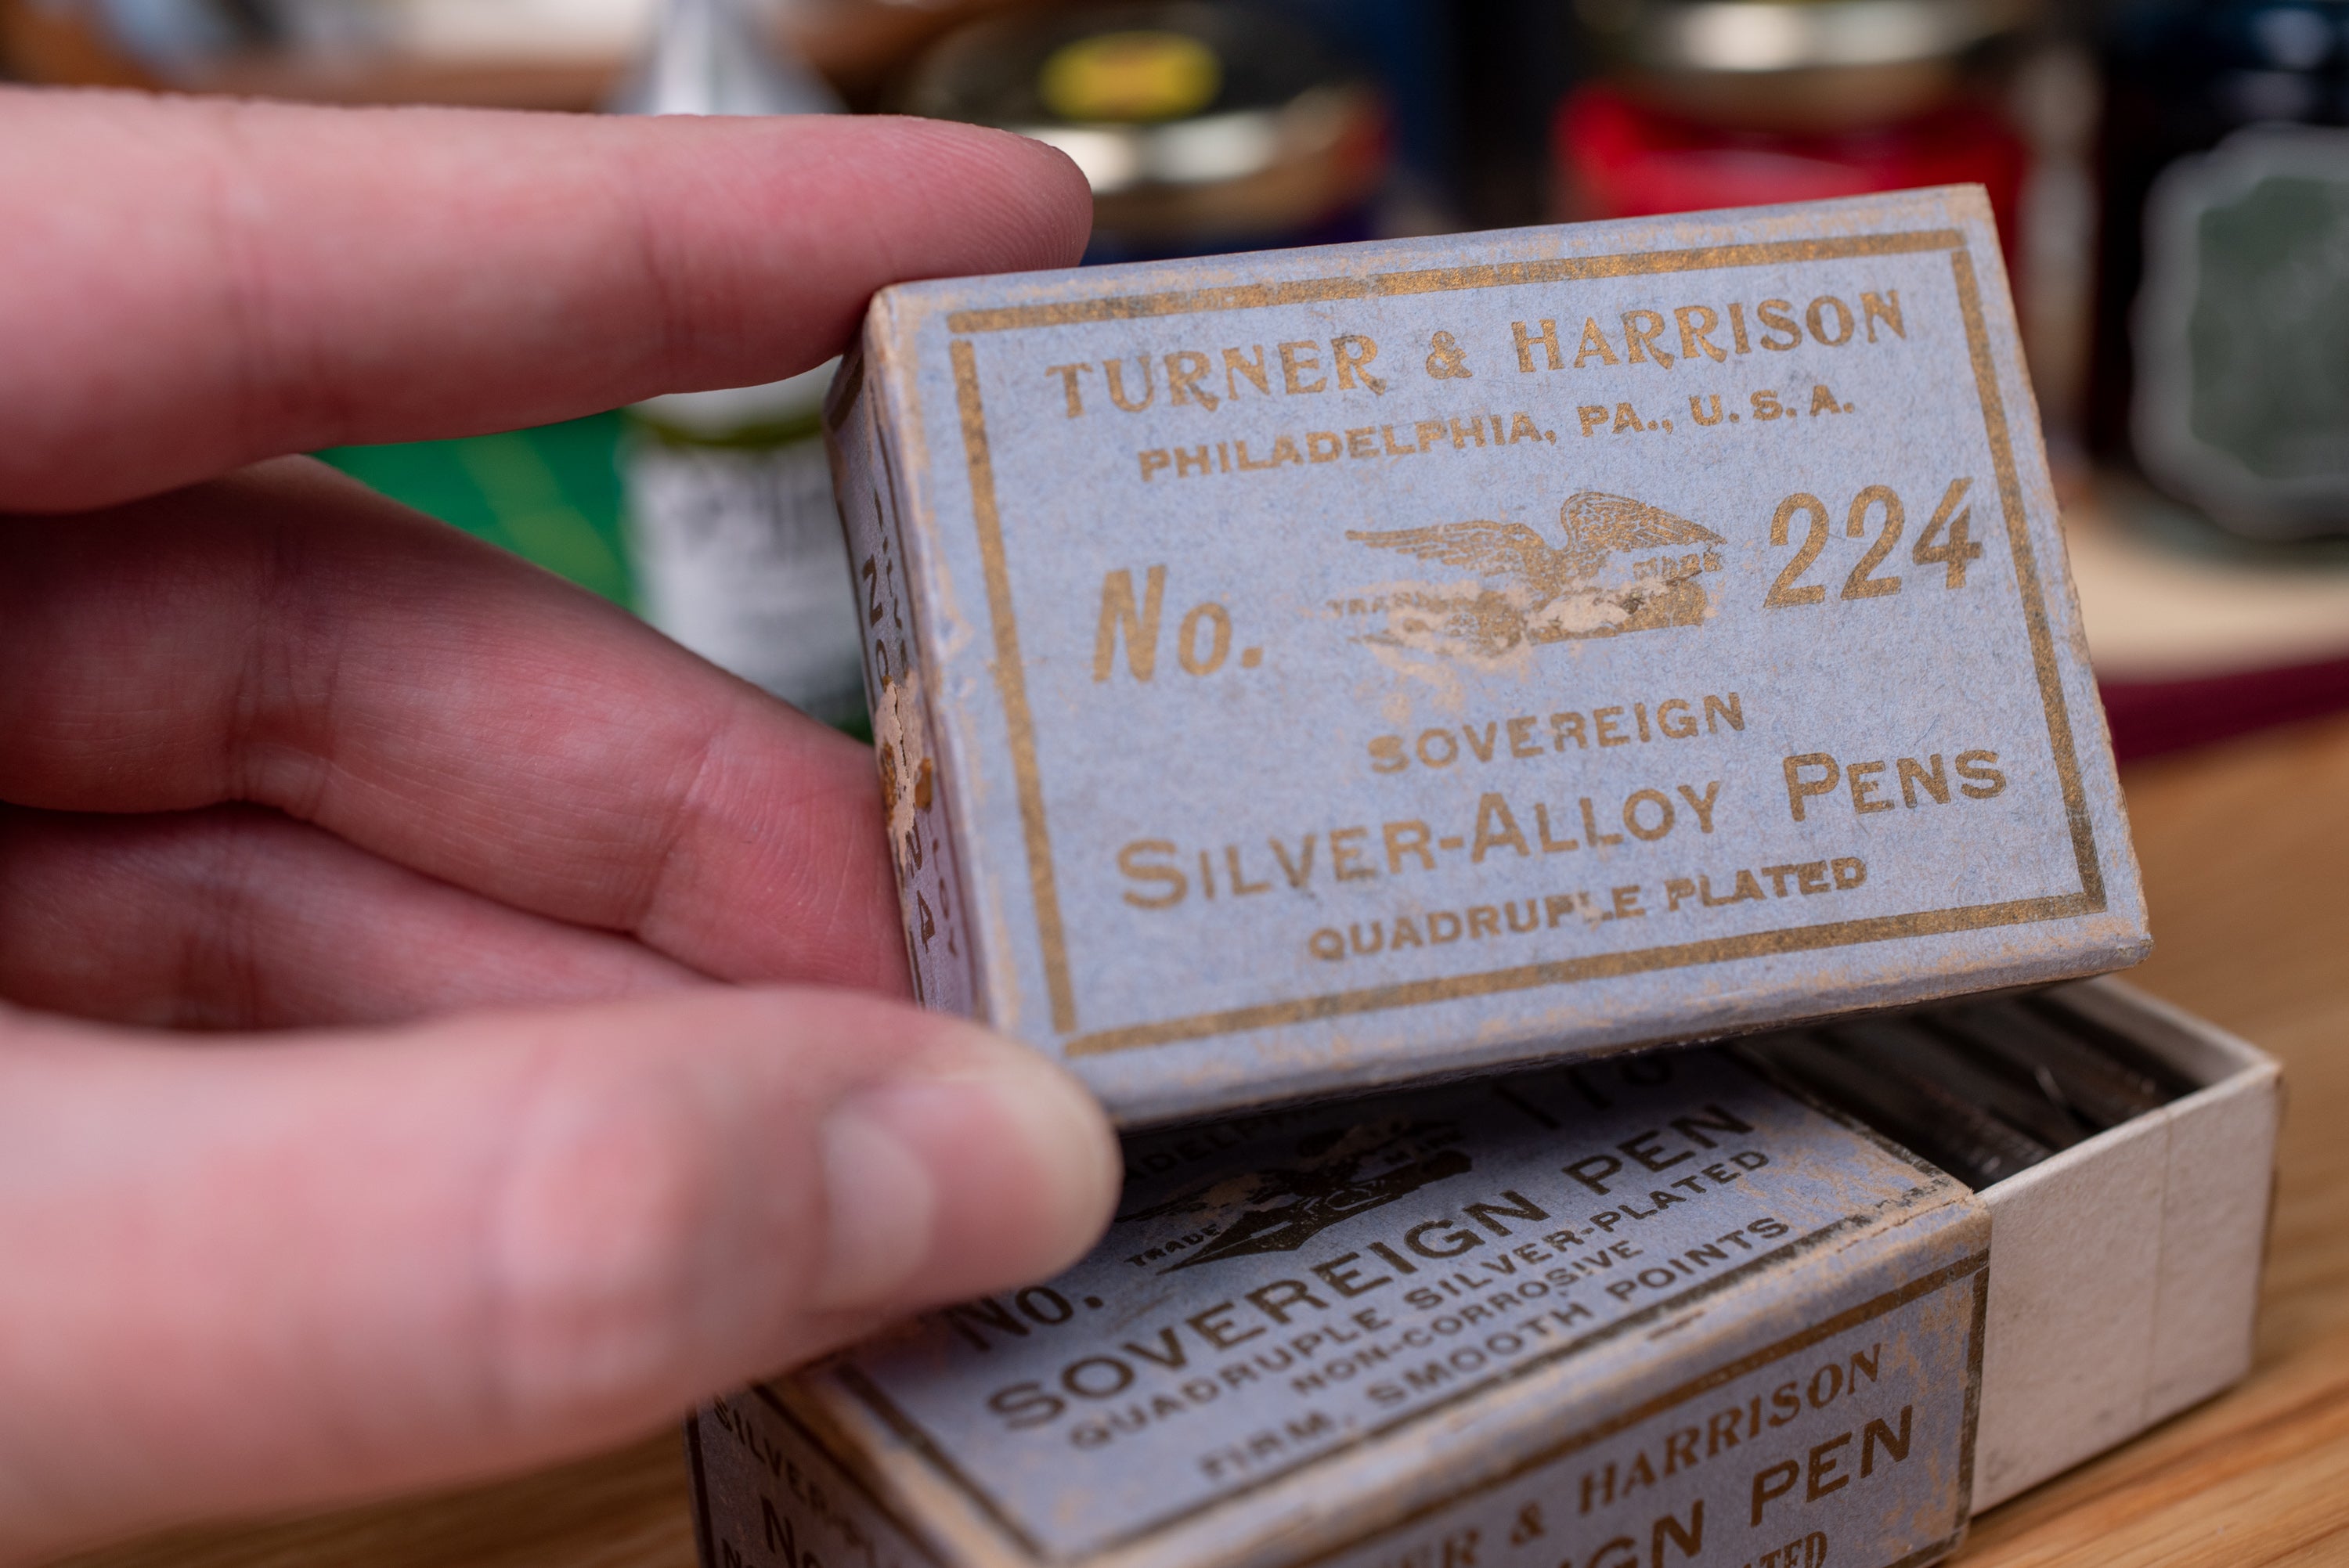 TURNER & HARRISON
PHILADELPHIA, PA., U.S.A.
No. 224
SOVEREIGN
SILVER-ALLOY PENS
QUADRUPLE PLATED
TRADE
No.
SOVEREIGN PEN
QUADRUPLE SILVER-PLATED
NON-CORROSIVE
FIRM, SMOOTH POINTS
& HARRISON
PEN